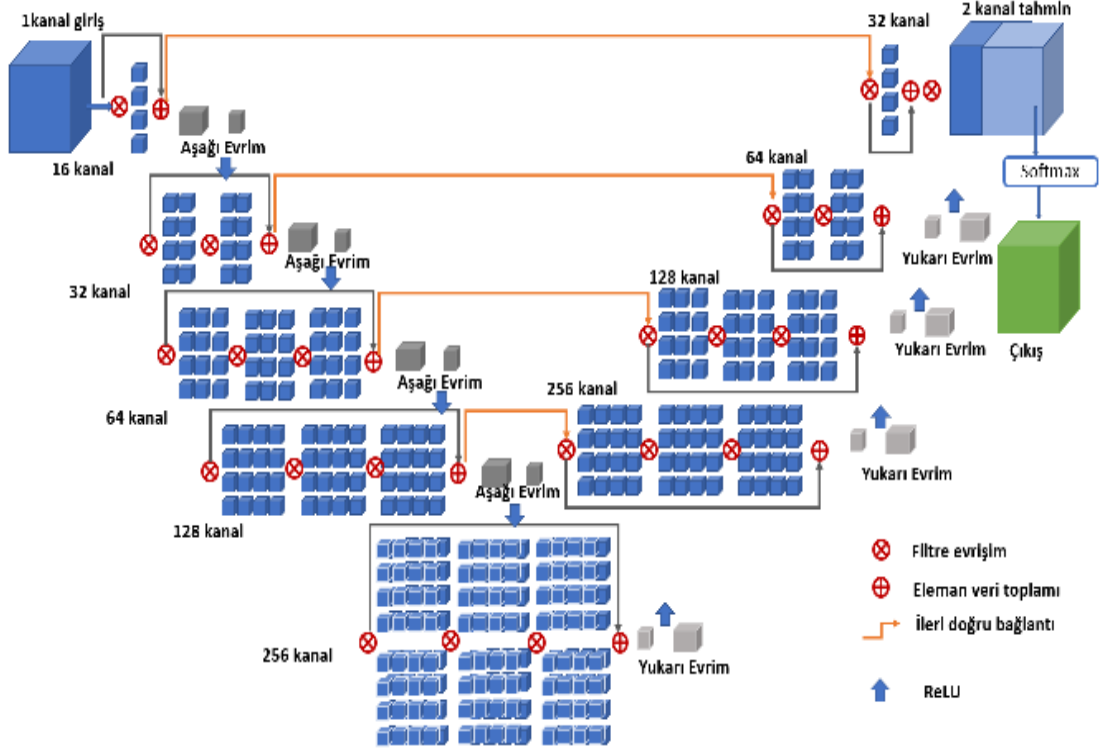 1kanal giriş
32 kanal
2 kanal tahmin
Aşağı Evrim
16 kanal
64 kanal
Softmax
Aşağı Evrim
Yukarı Evrim
32 kanal
128 kanal
Yukarı Evrim
Çıkış
Aşağı Evrim
64 kanal
256 kanal
Yukarı Evrim
Aşağı Evrim
128 kanal
Filtre evrişim
Eleman veri toplamı
İleri doğru bağlantı
256 kanal
Yukarı Evrim
ReLU